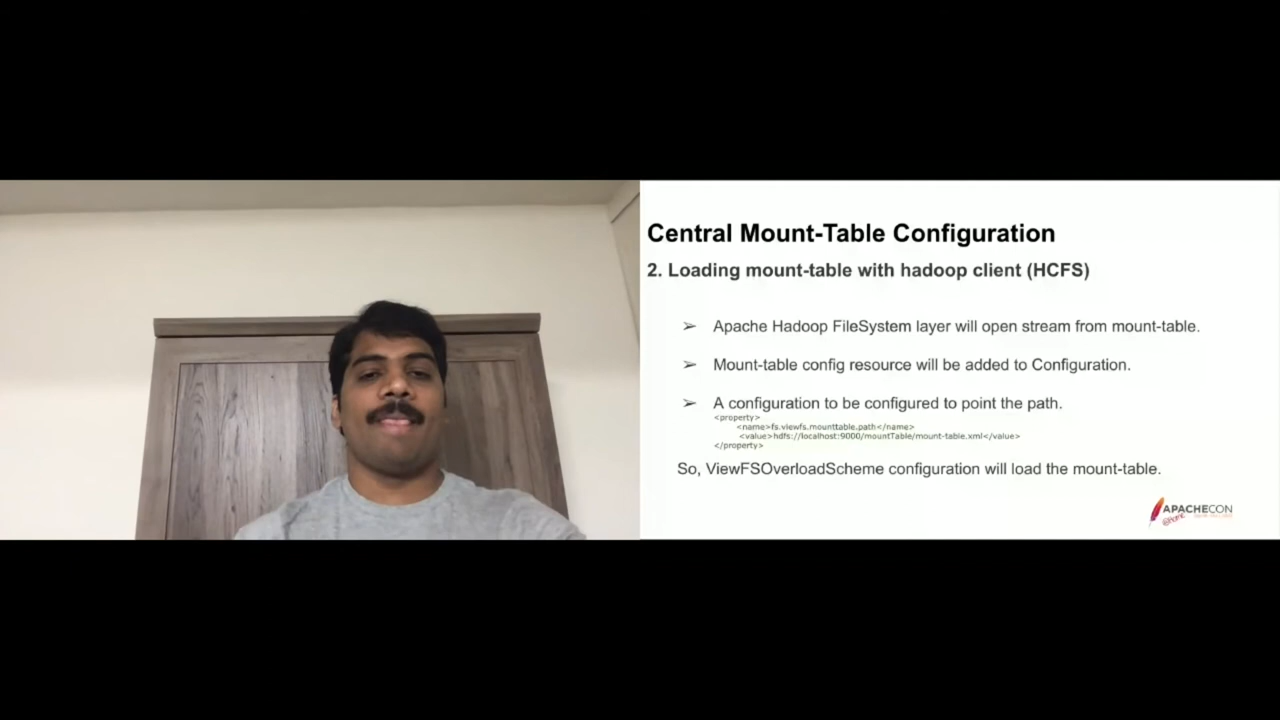 Central Mount-Table Configuration
2. Loading mount-table with hadoop client (HCFS)
➢ Apache Hadoop FileSystem layer will open stream from mount-table.
➢ Mount-table config resource will be added to Configuration.
➢ A configuration to be configured to point the path.
<property>
<name>fs.viewfs.mounttable.path</name>
<value>hdfs://localhost:9000/mountTable/mount-table.xml</value>
</property>
So, ViewFSOverloadScheme configuration will load the mount-table.
APACHECON
@Home